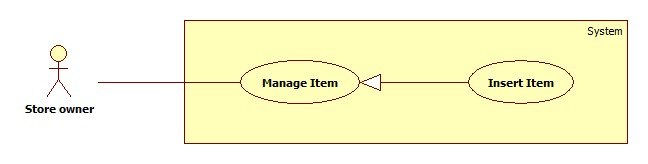 System
Manage Item
Insert Item
Store owner